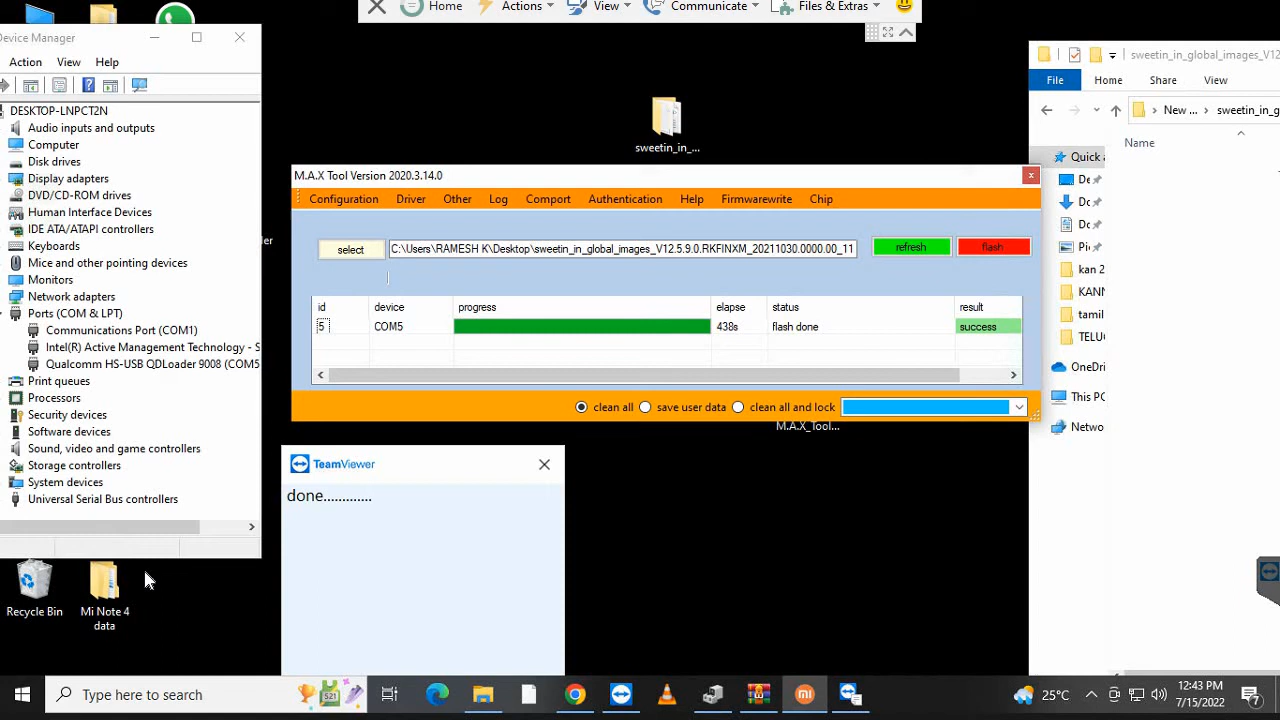 Home
Actions
View
Communicate
Files & Extras
Device Manager
Action View Help
DESKTOP-LNPCT2N
Audio inputs and outputs
Computer
Disk drives
Display adapters
DVD/CD-ROM drives
Human Interface Devices
IDE ATA/ATAPI controllers
Keyboards
Mice and other pointing devices
Monitors
Network adapters
Ports (COM & LPT)
Communications Port (COM1)
Intel(R) Active Management Technology - S
Qualcomm HS-USB QDLoader 9008 (COM5
Print queues
Processors
Security devices
Software devices
Sound, video and game controllers
Storage controllers
System devices
Universal Serial Bus controllers
Recycle Bin
Mi Note 4
data
sweetin_in_...
M.A.X Tool Version 2020.3.14.0
Configuration Driver Other Log Comport Authentication Help Firmwarewrite Chip
select
C:\Users\RAMESH K\Desktop\sweetin_in_global_images_V12.5.9.0.RKFINXM_20211030.0000.00_11
refresh
flash
id device progress elapse status result
5 COM5 438s flash done success
clean all
save user data
clean all and lock
M.A.X_Tool...
TeamViewer
done.............
sweetin_in_global_images_V12
File Home Share View
New ... > sweetin_in_g
Name
Quick a
De
Do
Do
Pic
kan 2
KANN
tamil
TELUG
OneDri
This PC
Netwo
Type here to search
25°C
12:43 PM
7/15/2022
7